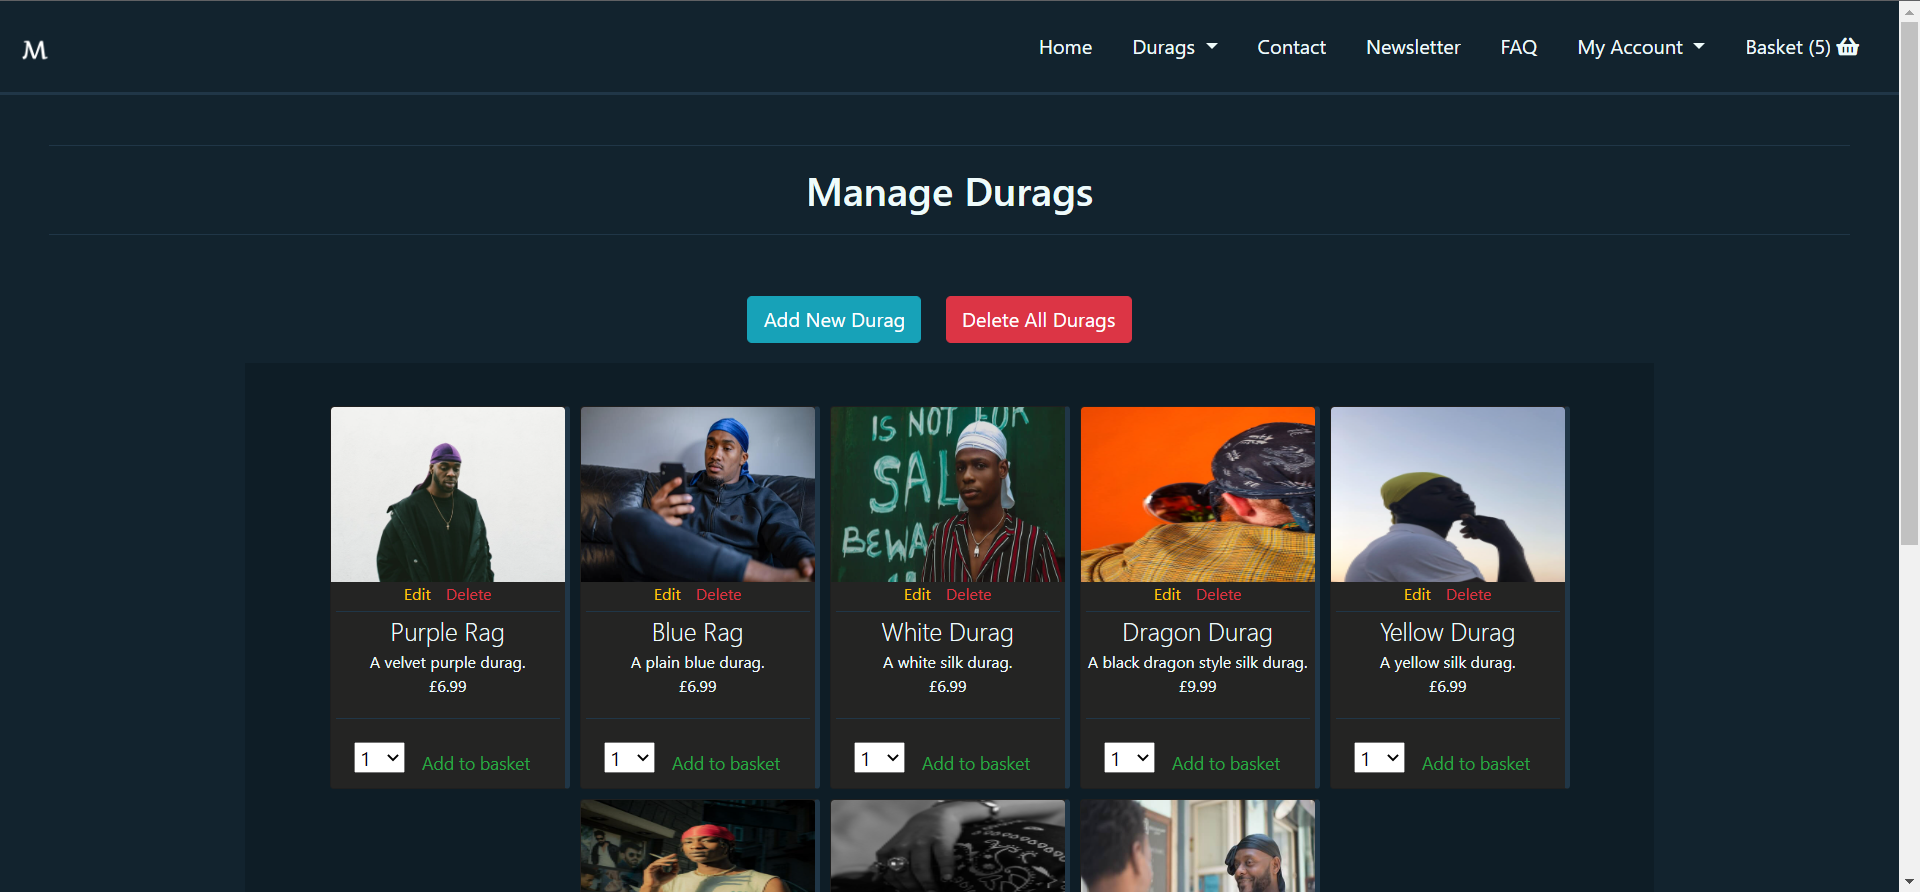 M
Home Durags Contact Newsletter FAQ My Account Basket (5)
Manage Durags
Add New Durag Delete All Durags
IS NOT FOR
SAL
BEWA
Edit Delete Edit Delete Edit Delete Edit Delete Edit Delete
Purple Rag Blue Rag White Durag Dragon Durag Yellow Durag
A velvet purple durag. A plain blue durag. A white silk durag. A black dragon style silk durag. A yellow silk durag.
£6.99 £6.99 £6.99 £9.99 £6.99
1 Add to basket 1 Add to basket 1 Add to basket 1 Add to basket 1 Add to basket